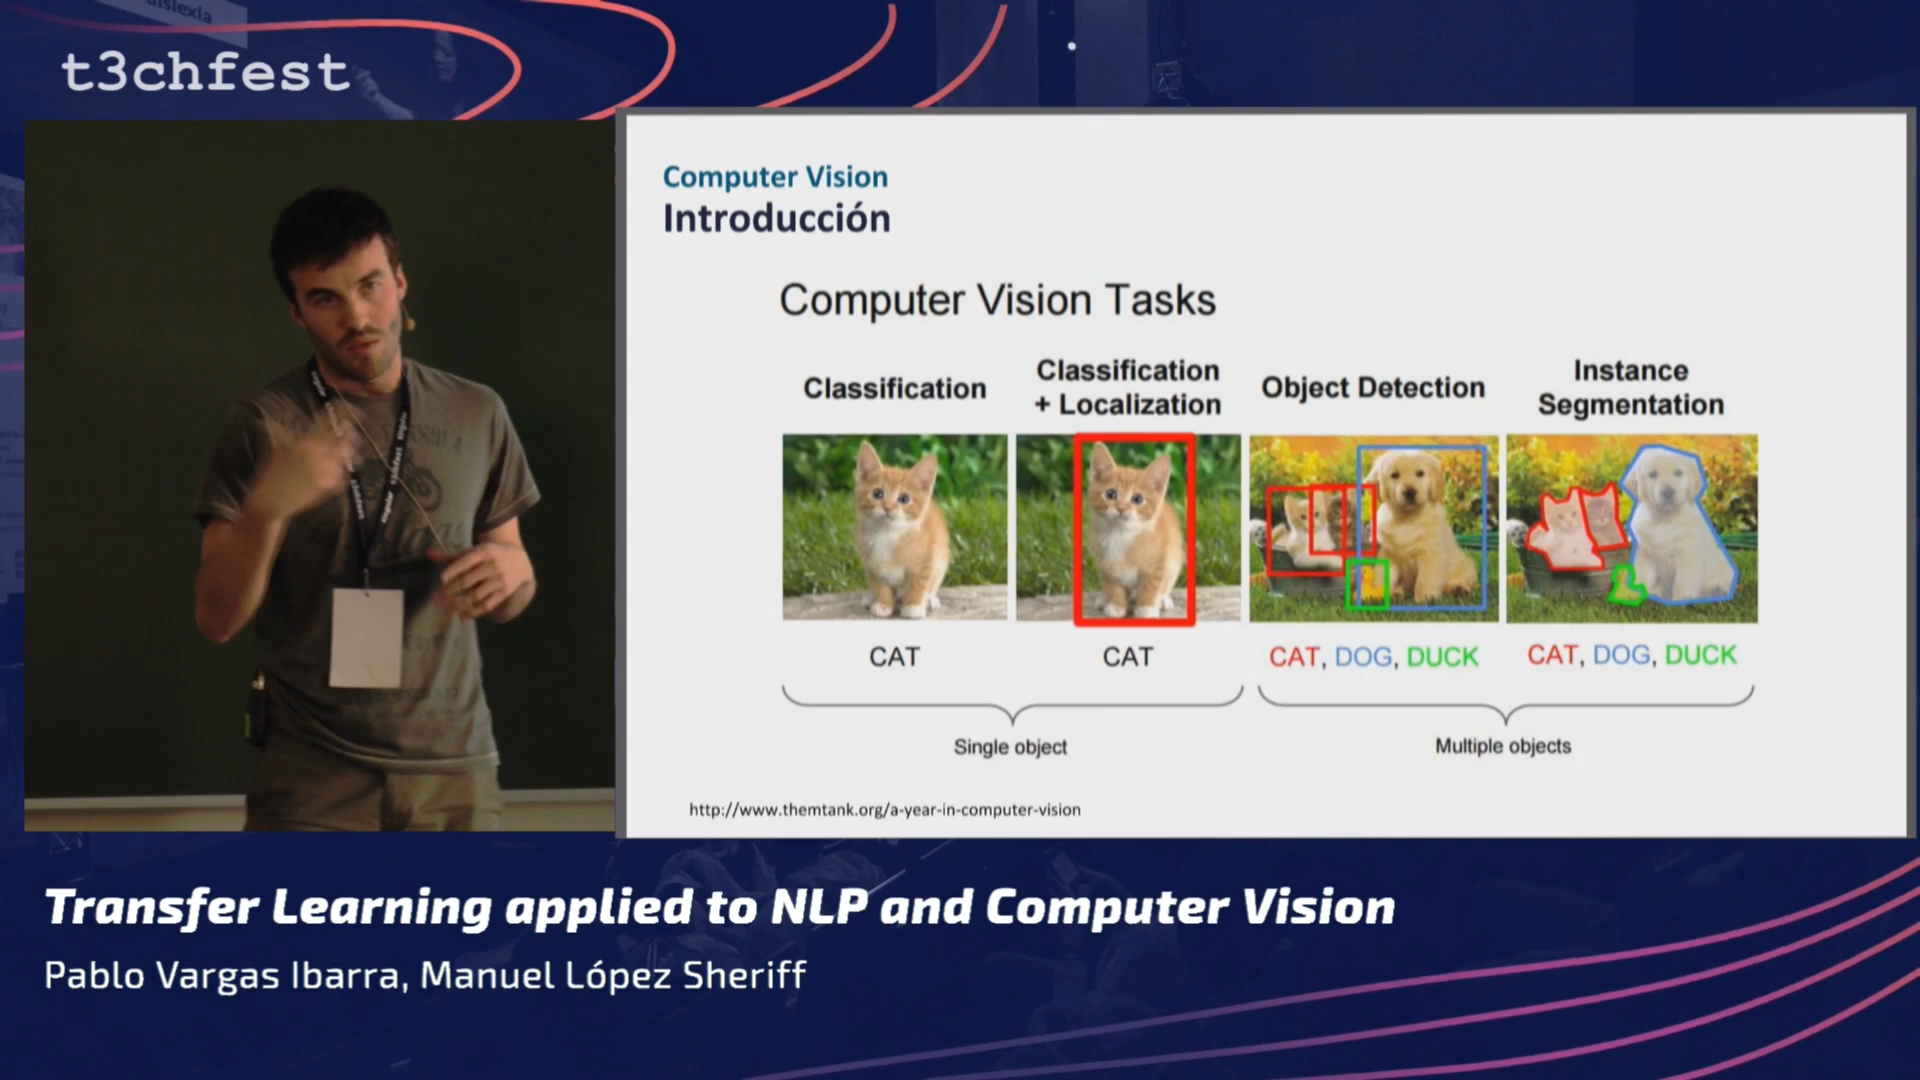 dislexia
t3chfest
Computer Vision
Introducción
Computer Vision Tasks
Classification
Classification
+ Localization
Object Detection
Instance
Segmentation
CAT
CAT
CAT, DOG, DUCK
CAT, DOG, DUCK
Single object
Multiple objects
http://www.themtank.org/a-year-in-computer-vision
Transfer Learning applied to NLP and Computer Vision
Pablo Vargas Ibarra, Manuel López Sheriff